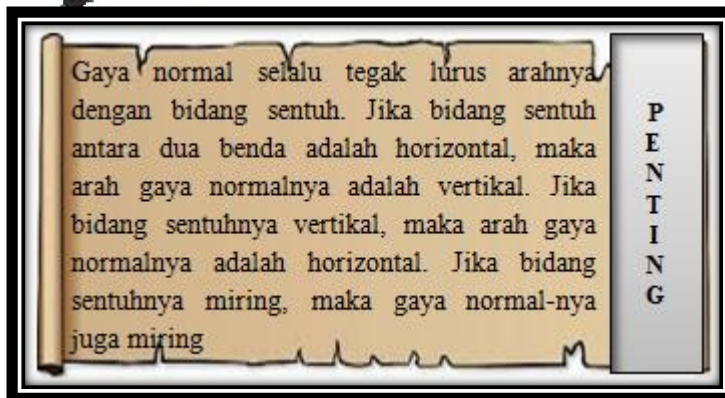 Gaya normal selalu tegak lurus arahnya
dengan bidang sentuh. Jika bidang sentuh
antara dua benda adalah horizontal, maka
arah gaya normalnya adalah vertikal. Jika
bidang sentuhnya vertikal, maka arah gaya
normalnya adalah horizontal. Jika bidang
sentuhnya miring, maka gaya normal-nya
juga miring
P
E
N
T
I
N
G